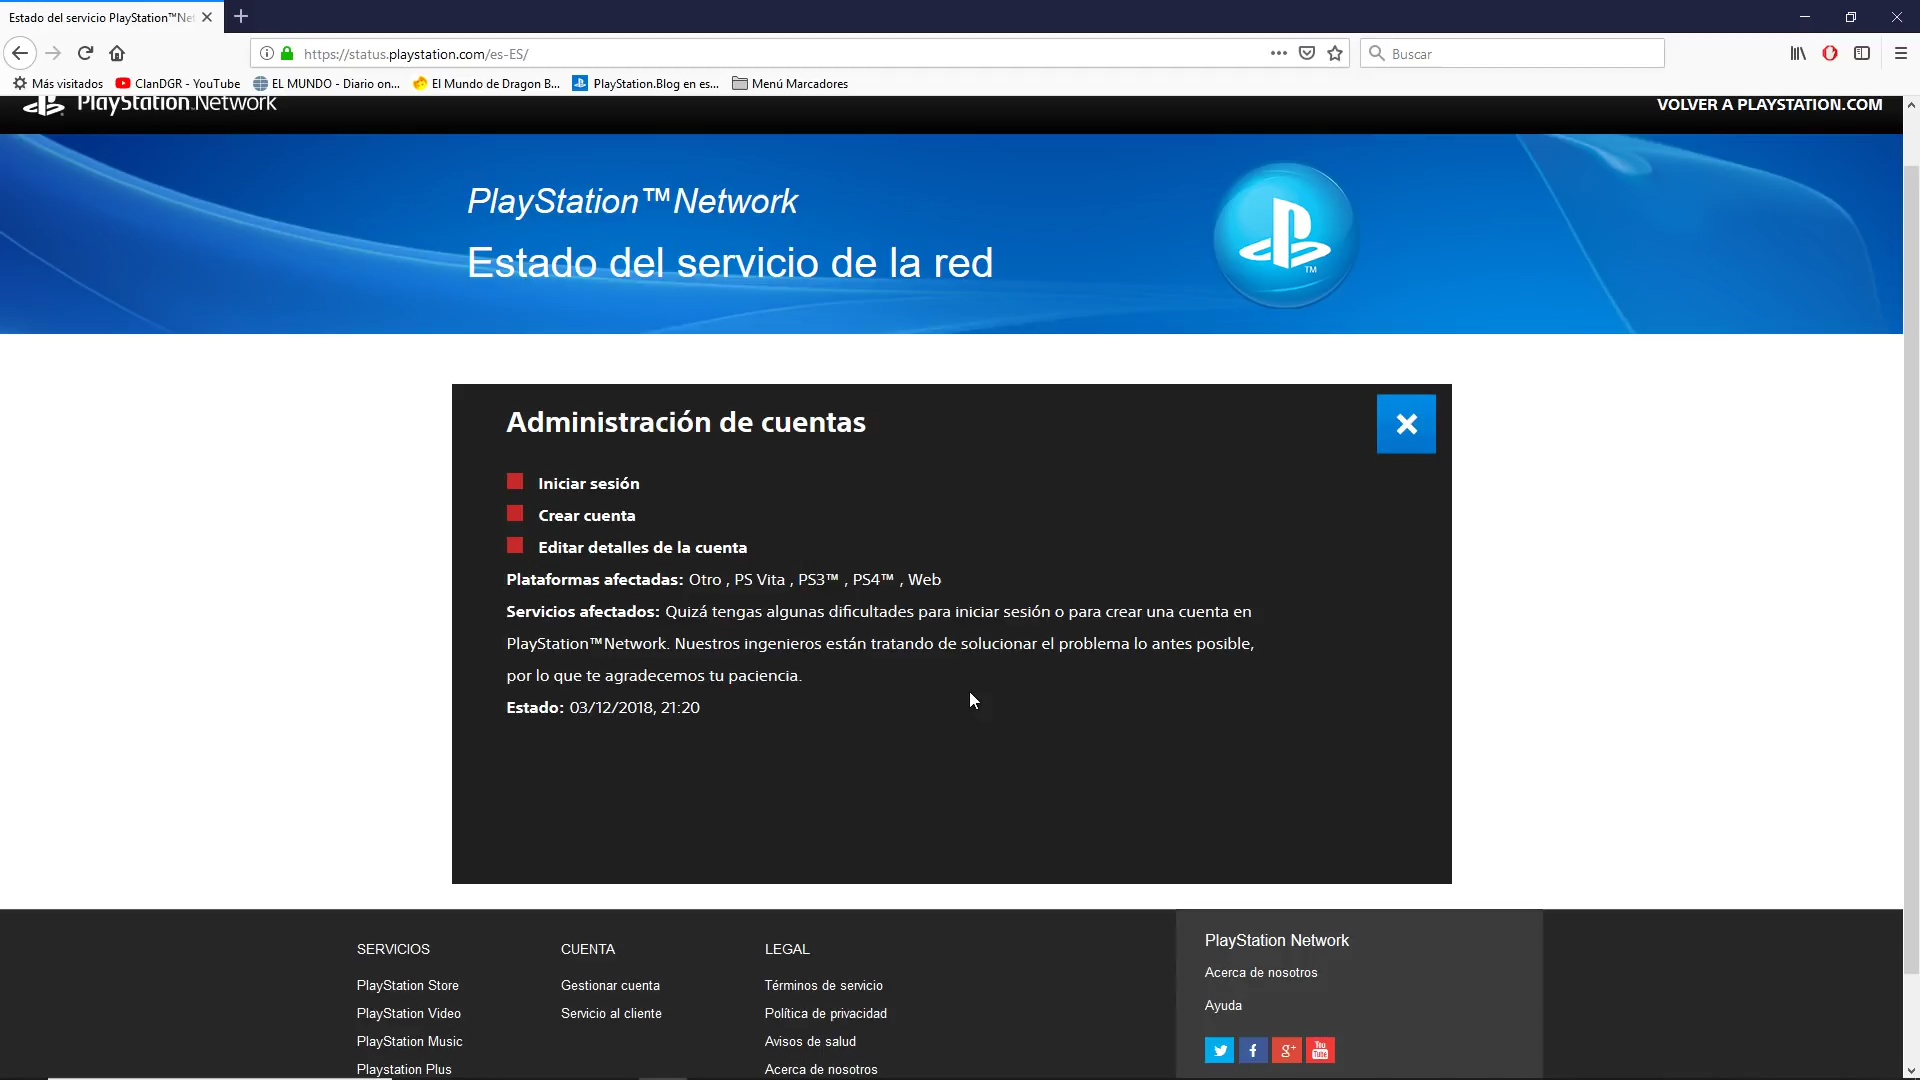 Estado del servicio PlayStation™Net
https://status.playstation.com/es-ES/
Buscar
Más visitados
ClanDGR - YouTube
EL MUNDO - Diario on...
El Mundo de Dragon B...
PlayStation.Blog en es...
Menú Marcadores
PlayStation.Network
VOLVER A PLAYSTATION.COM
PlayStation™Network
Estado del servicio de la red
TM
Administración de cuentas
Iniciar sesión
Crear cuenta
Editar detalles de la cuenta
Plataformas afectadas: Otro , PS Vita , PS3™ , PS4™ , Web
Servicios afectados: Quizá tengas algunas dificultades para iniciar sesión o para crear una cuenta en
PlayStation™Network. Nuestros ingenieros están tratando de solucionar el problema lo antes posible,
por lo que te agradecemos tu paciencia.
Estado: 03/12/2018, 21:20
SERVICIOS
PlayStation Store
PlayStation Video
PlayStation Music
Playstation Plus
CUENTA
Gestionar cuenta
Servicio al cliente
LEGAL
Términos de servicio
Política de privacidad
Avisos de salud
Acerca de nosotros
PlayStation Network
Acerca de nosotros
Ayuda
f
g+
You
Tube